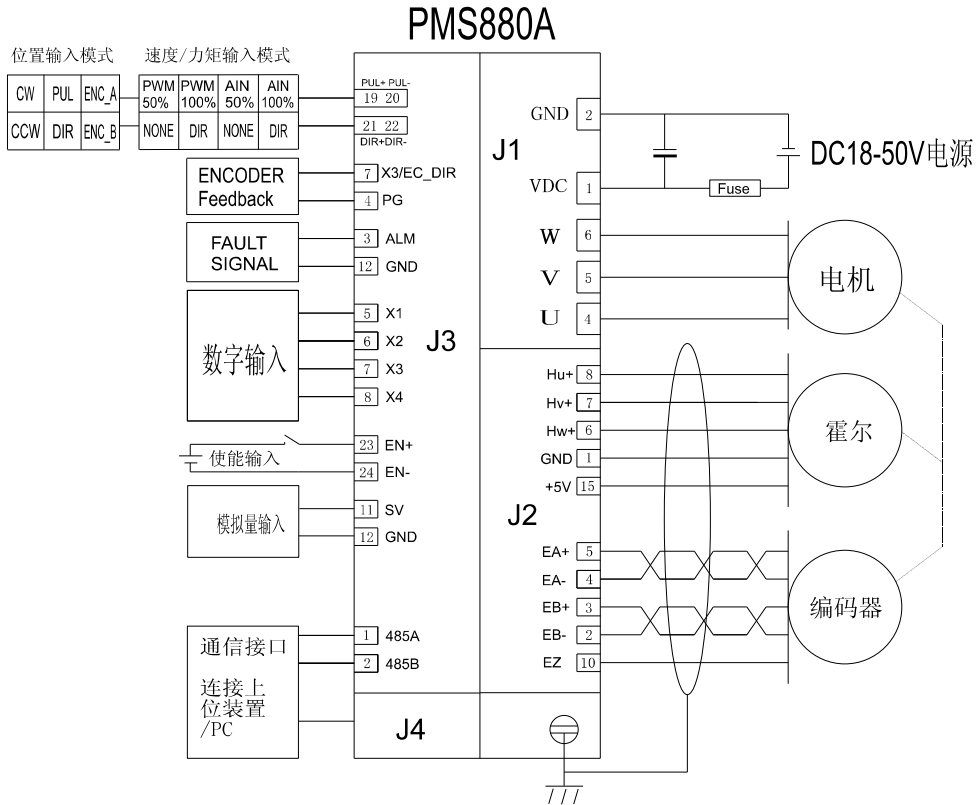 PMS880A
位置输入模式
速度/力矩输入模式
CW PUL ENC_A
CCW DIR ENC_B
PWM 50% PWM 100% AIN 50% AIN 100%
NONE DIR NONE DIR
PUL+ PUL-
19 20
21 22
DIR+DIR-
ENCODER
Feedback
7 X3/EC_DIR
4 PG
FAULT
SIGNAL
3 ALM
12 GND
数字输入
5 X1
6 X2
7 X3
8 X4
使能输入
23 EN+
24 EN-
模拟量输入
11 SV
12 GND
通信接口
连接上
位装置
/PC
1 485A
2 485B
J3
J4
J1
GND 2
VDC 1
Fuse
DC18-50V电源
W 6
V 5
U 4
电机
J2
Hu+ 8
Hv+ 7
Hw+ 6
GND 1
+5V 15
霍尔
EA+ 5
EA- 4
EB+ 3
EB- 2
EZ 10
编码器